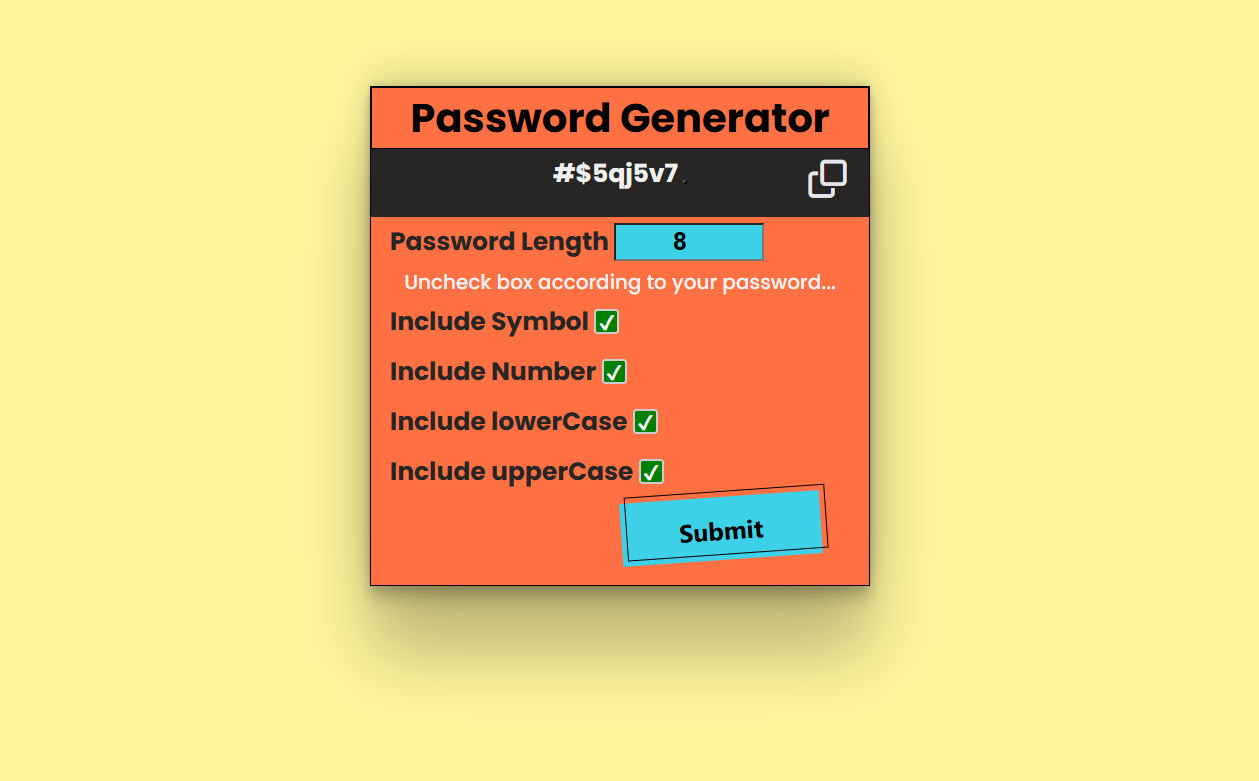 Password Generator
#$5qj5v7
Password Length 8
Uncheck box according to your password...
Include Symbol
Include Number
Include lowerCase
Include upperCase
Submit